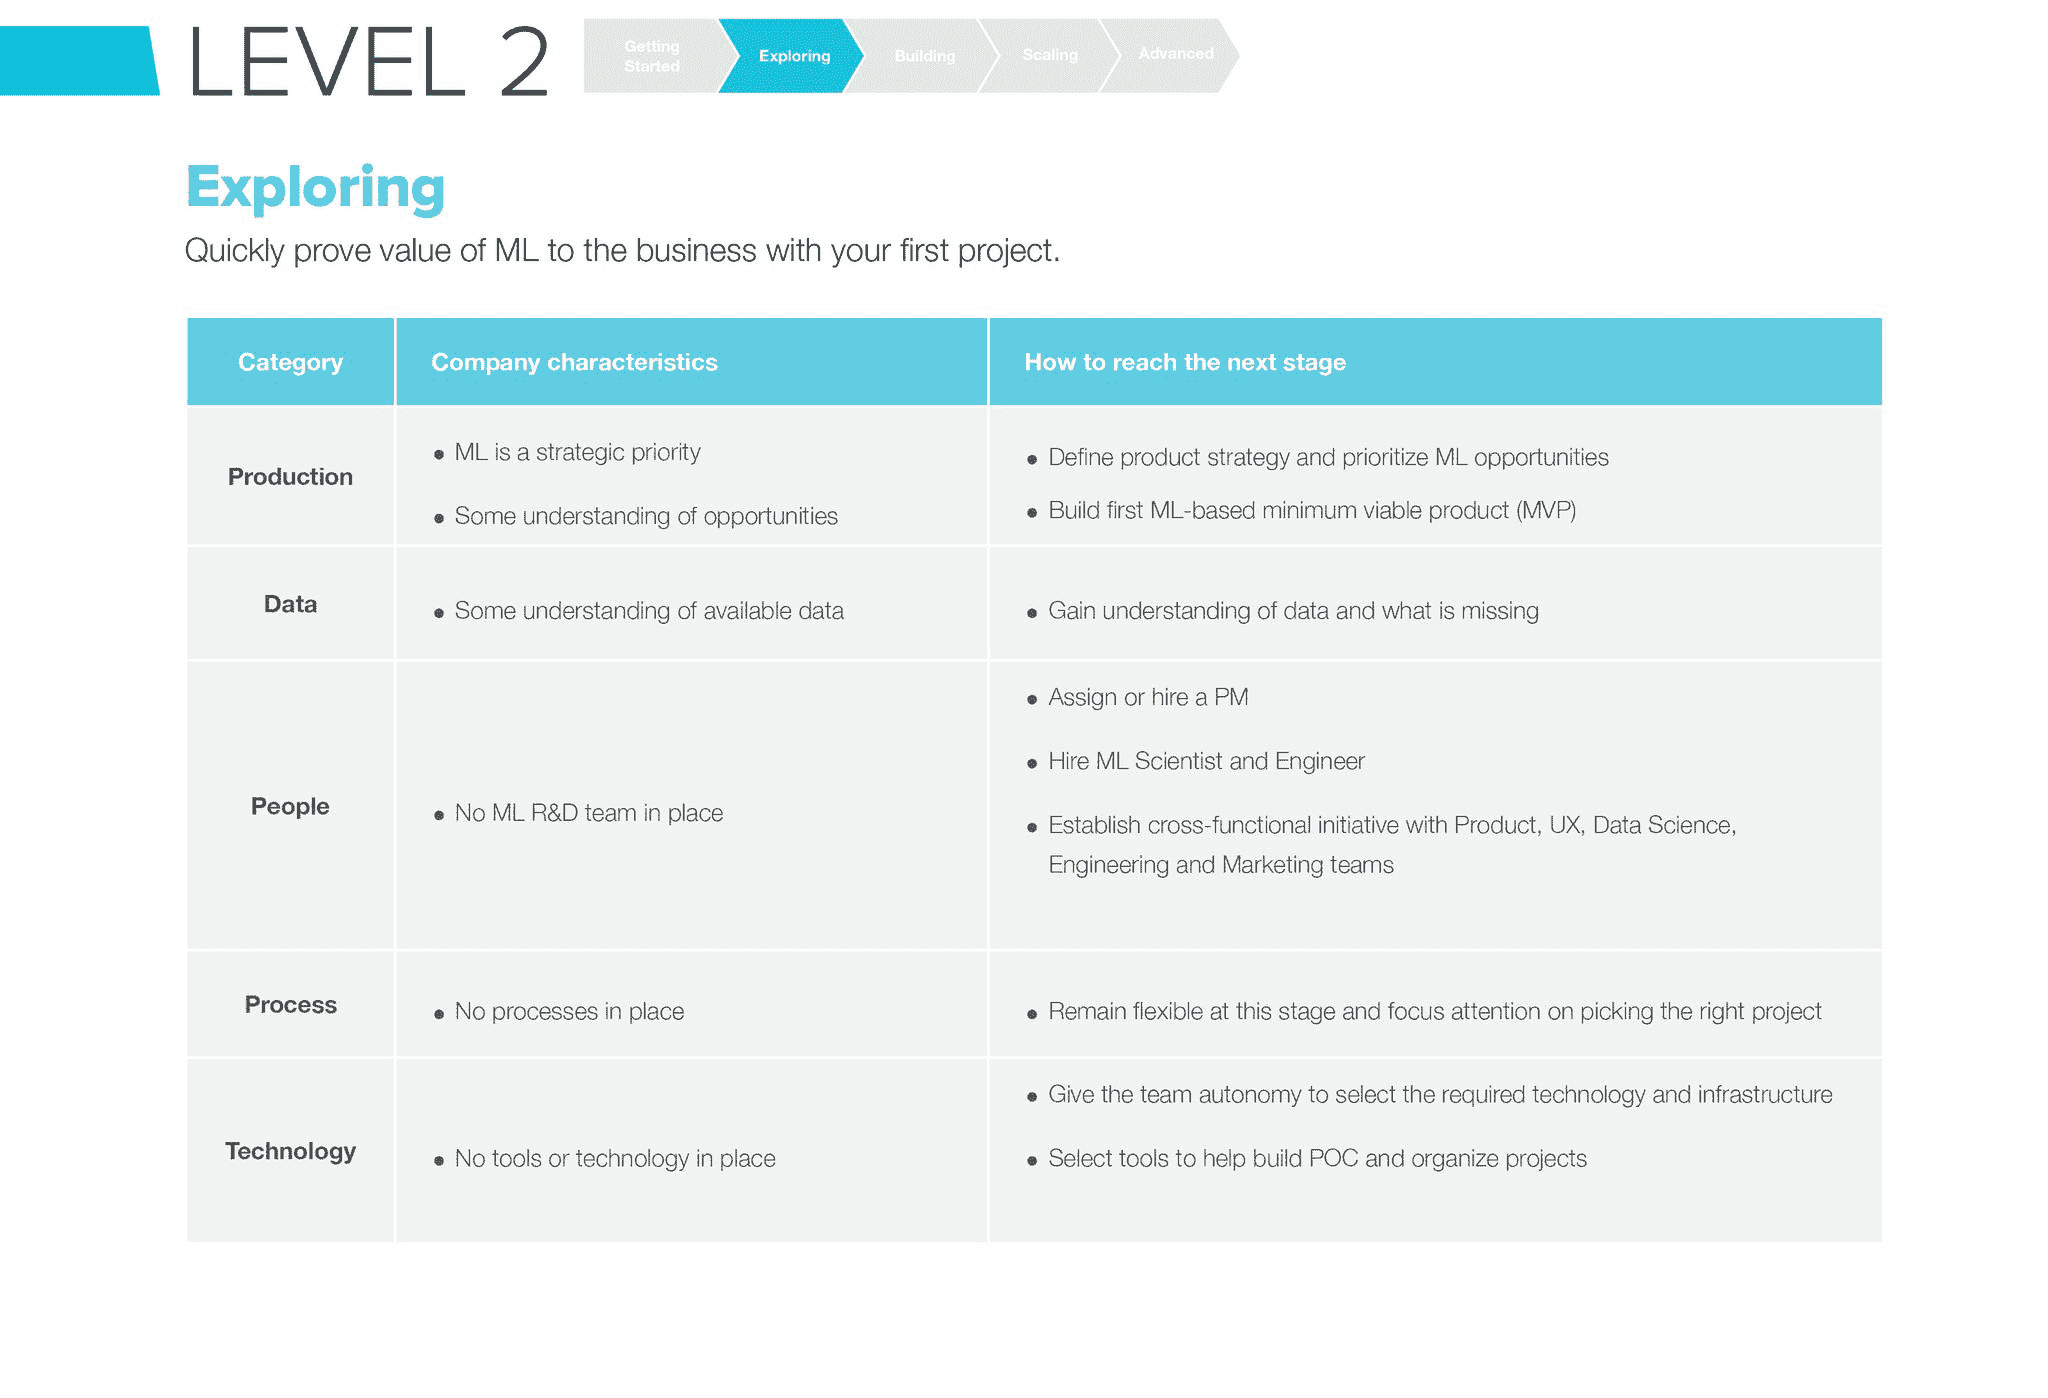 LEVEL 2
Getting
Started
Exploring
Building
Scaling
Advanced
Exploring
Quickly prove value of ML to the business with your first project.
Category
Company characteristics
How to reach the next stage
Production
• ML is a strategic priority
• Some understanding of opportunities
• Define product strategy and prioritize ML opportunities
• Build first ML-based minimum viable product (MVP)
Data
• Some understanding of available data
• Gain understanding of data and what is missing
People
• No ML R&D team in place
• Assign or hire a PM
• Hire ML Scientist and Engineer
• Establish cross-functional initiative with Product, UX, Data Science,
Engineering and Marketing teams
Process
• No processes in place
• Remain flexible at this stage and focus attention on picking the right project
Technology
• No tools or technology in place
• Give the team autonomy to select the required technology and infrastructure
• Select tools to help build POC and organize projects